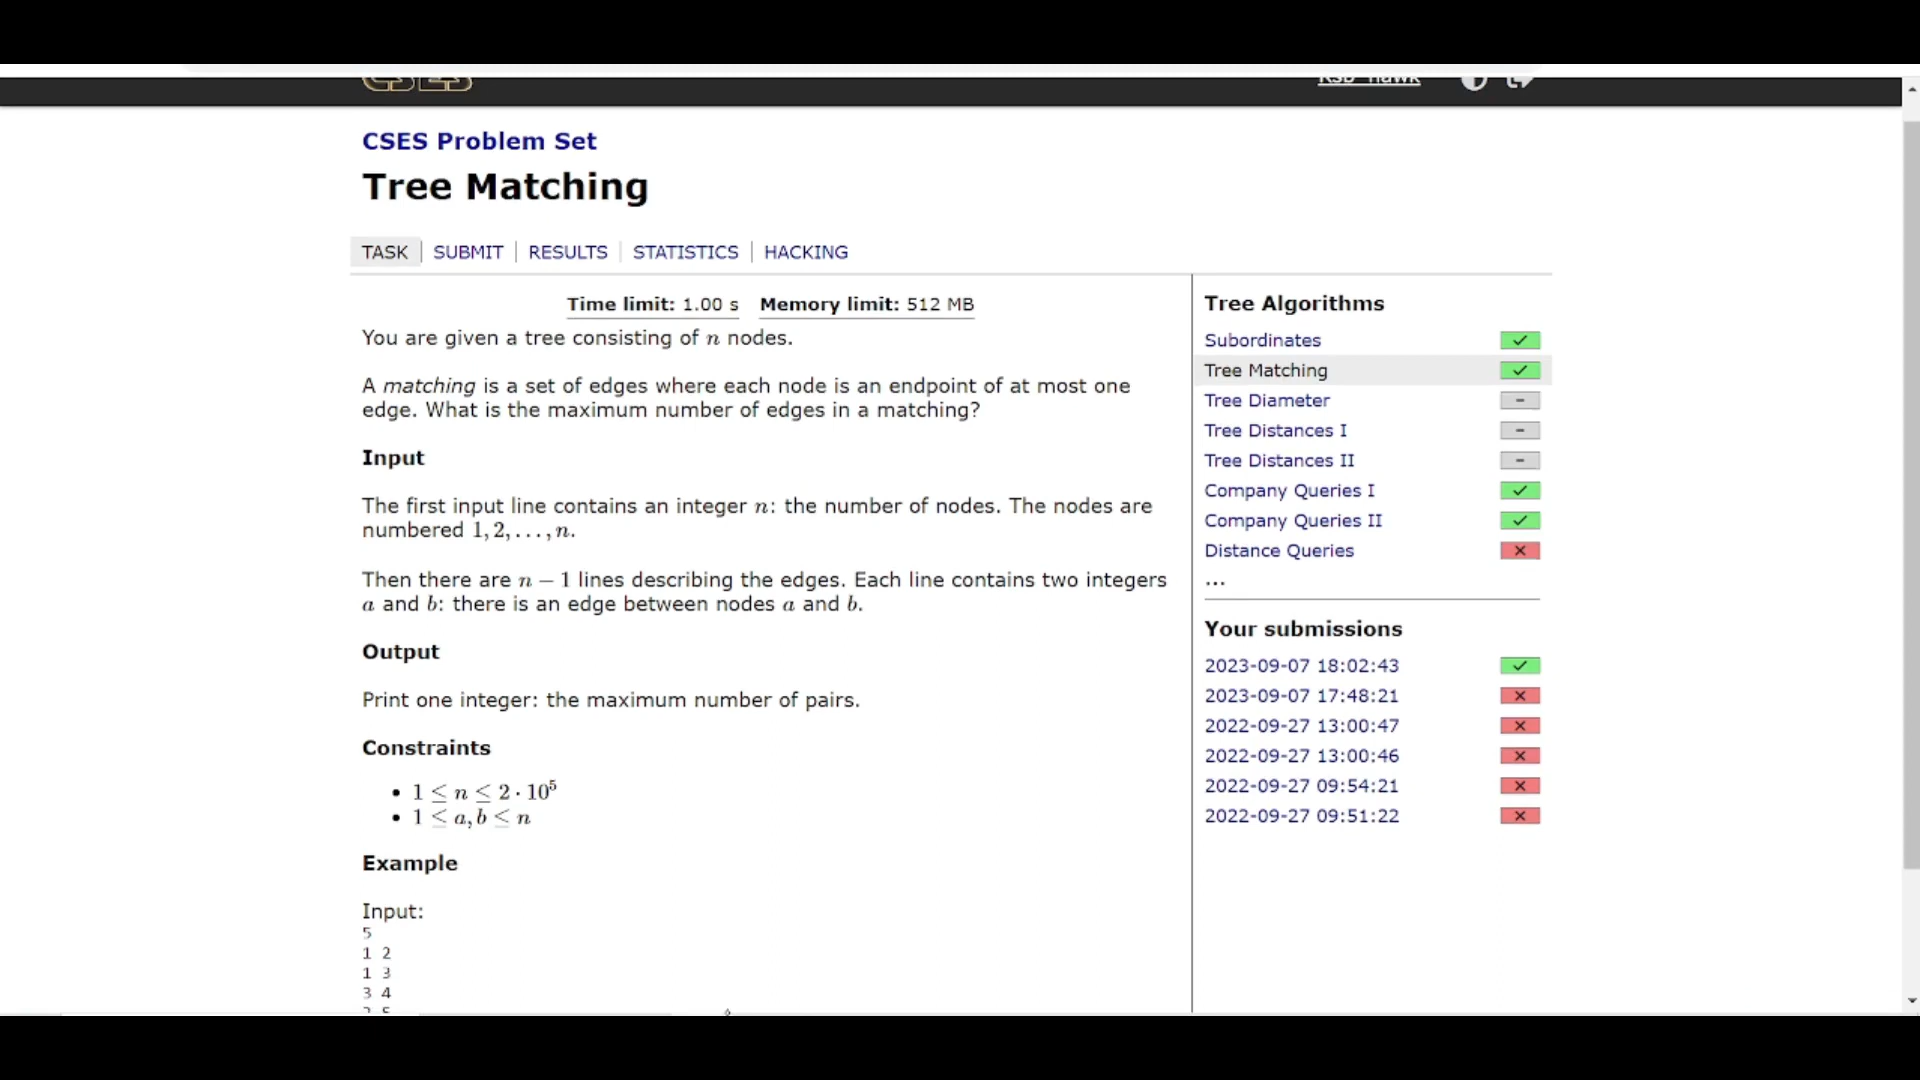 CSES Problem Set
Tree Matching
TASK | SUBMIT | RESULTS | STATISTICS | HACKING
Time limit: 1.00 s Memory limit: 512 MB
You are given a tree consisting of n nodes.
A matching is a set of edges where each node is an endpoint of at most one
edge. What is the maximum number of edges in a matching?
Input
The first input line contains an integer n: the number of nodes. The nodes are
numbered 1, 2, ..., n.
Then there are n − 1 lines describing the edges. Each line contains two integers
a and b: there is an edge between nodes a and b.
Output
Print one integer: the maximum number of pairs.
Constraints
• 1 ≤ n ≤ 2 · 10⁵
• 1 ≤ a, b ≤ n
Example
Input:
5
1 2
1 3
3 4
Tree Algorithms
Subordinates
Tree Matching
Tree Diameter -
Tree Distances I -
Tree Distances II -
Company Queries I
Company Queries II
Distance Queries
...
Your submissions
2023-09-07 18:02:43
2023-09-07 17:48:21
2022-09-27 13:00:47
2022-09-27 13:00:46
2022-09-27 09:54:21
2022-09-27 09:51:22